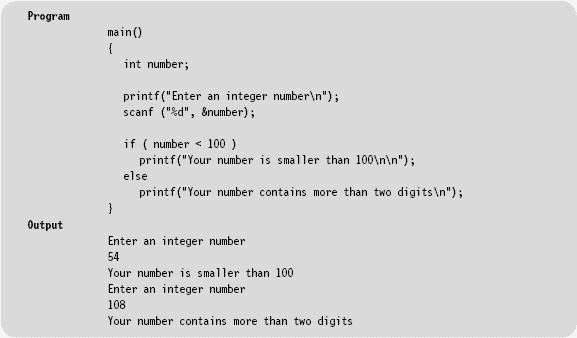 Program
main()
{
int number;
printf("Enter an integer number\n");
scanf ("%d", &number);
if ( number < 100 )
printf("Your number is smaller than 100\n\n");
else
printf("Your number contains more than two digits\n");
}
Output
Enter an integer number
54
Your number is smaller than 100
Enter an integer number
108
Your number contains more than two digits